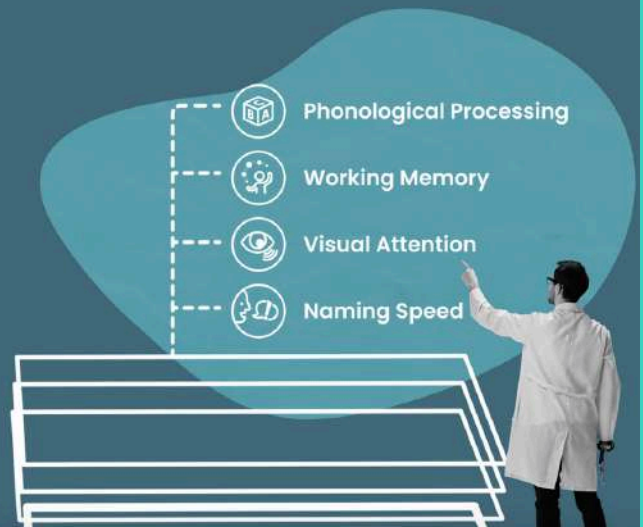 C
B A
Phonological Processing
Working Memory
Visual Attention
Naming Speed